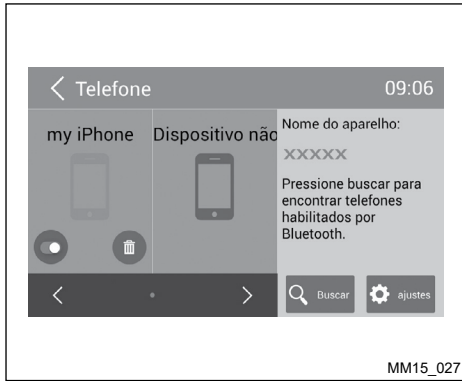 Telefone
09:06
my iPhone
Dispositivo não
Nome do aparelho:
xxxxx
Pressione buscar para
encontrar telefones
habilitados por
Bluetooth.
Buscar
ajustes
MM15_027